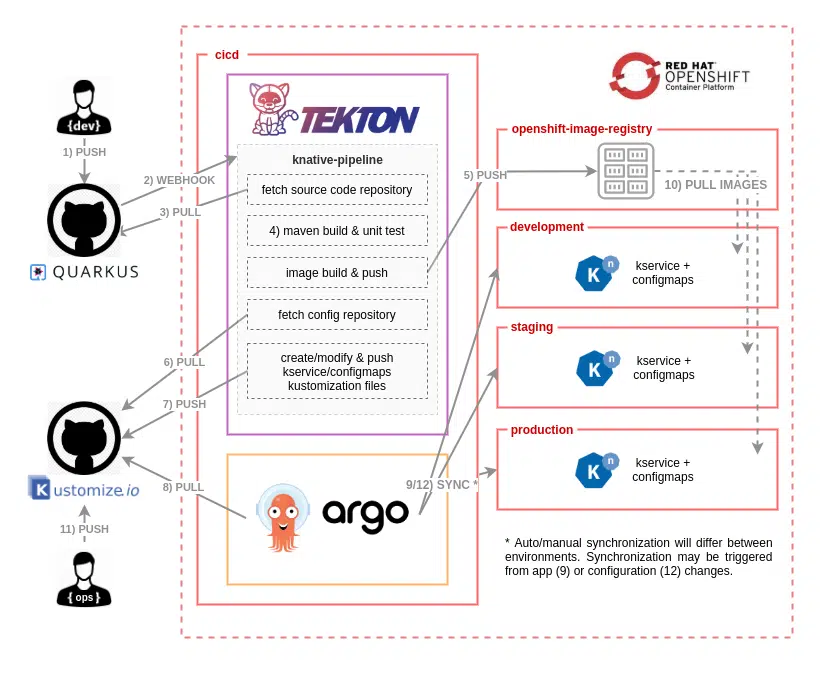 cicd
RED HAT
OPENSHIFT
Container Platform
{dev}
1) PUSH
QUARKUS
2) WEBHOOK
3) PULL
TEKTON
knative-pipeline
fetch source code repository
4) maven build & unit test
image build & push
fetch config repository
create/modify & push
kservice/configmaps
kustomization files
5) PUSH
openshift-image-registry
10) PULL IMAGES
development
K
n
kservice +
configmaps
staging
K
n
kservice +
configmaps
production
K
n
kservice +
configmaps
6) PULL
7) PUSH
Kustomize.io
8) PULL
11) PUSH
{ ops }
argo
9/12) SYNC *
* Auto/manual synchronization will differ between
environments. Synchronization may be triggered
from app (9) or configuration (12) changes.